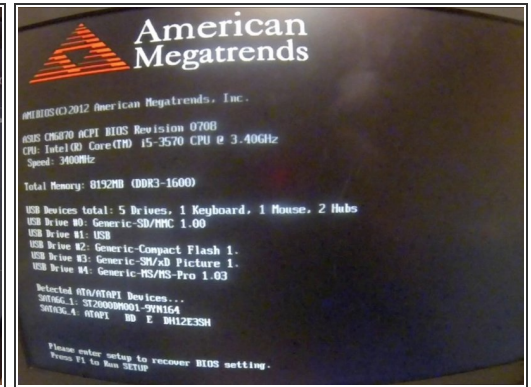 American
Megatrends
AMIBIOS(C)2012 American Megatrends, Inc.
ASUS CM6870 ACPI BIOS Revision 0708
CPU: Intel(R) Core(TM) i5-3570 CPU @ 3.40GHz
Speed: 3400MHz
Total Memory: 8192MB (DDR3-1600)
USB Devices total: 5 Drives, 1 Keyboard, 1 Mouse, 2 Hubs
USB Drive #0: Generic-SD/MMC 1.00
USB Drive #1: USB
USB Drive #2: Generic-Compact Flash 1.
USB Drive #3: Generic-SM/xD Picture 1.
USB Drive #4: Generic-MS/MS-Pro 1.03
Detected ATA/ATAPI Devices...
SATA6G_1: ST2000DM001-9YN164
SATA3G_4: ATAPI BD E DH12E3SH
Please enter setup to recover BIOS setting.
Press F1 to Run SETUP